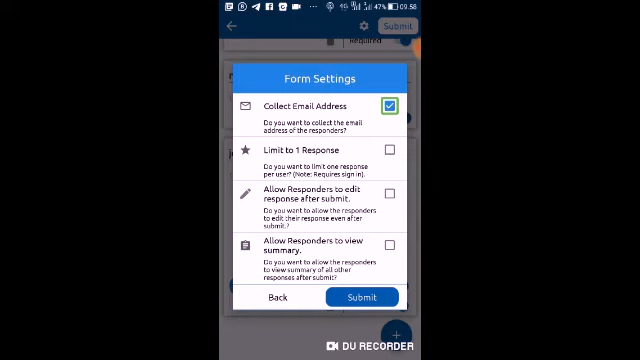 47% 09.58
Submit
Required
Form Settings
Collect Email Address
Do you want to collect the email
address of the responders?
Limit to 1 Response
Do you want to limit one response
per user? (Note: Requires sign in).
Allow Responders to edit
response after submit.
Do you want to allow the responders
to edit their response even after
submit.?
Allow Responders to view
summary.
Do you want to allow the responders
to view summary of all other
responses after submit?
Back
Submit
DU RECORDER